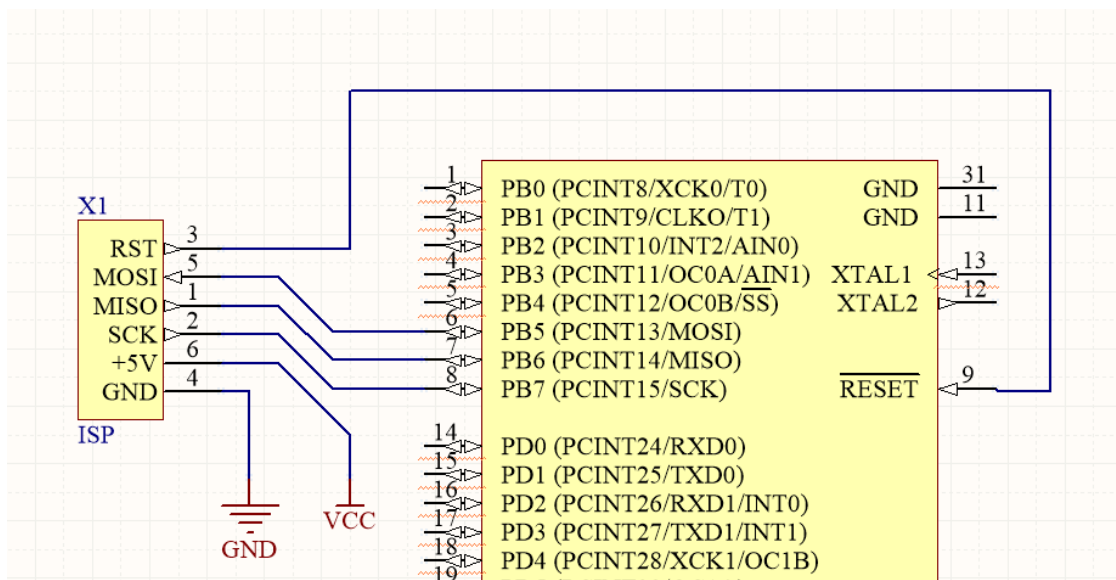 X1
RST 3
MOSI 5
MISO 1
SCK 2
+5V 6
GND 4
ISP
GND
VCC
1 PB0 (PCINT8/XCK0/T0)
2 PB1 (PCINT9/CLKO/T1)
3 PB2 (PCINT10/INT2/AIN0)
4 PB3 (PCINT11/OC0A/AIN1)
5 PB4 (PCINT12/OC0B/SS)
6 PB5 (PCINT13/MOSI)
7 PB6 (PCINT14/MISO)
8 PB7 (PCINT15/SCK)
14 PD0 (PCINT24/RXD0)
15 PD1 (PCINT25/TXD0)
16 PD2 (PCINT26/RXD1/INT0)
17 PD3 (PCINT27/TXD1/INT1)
18 PD4 (PCINT28/XCK1/OC1B)
19
GND 31
GND 11
XTAL1 13
XTAL2 12
RESET 9